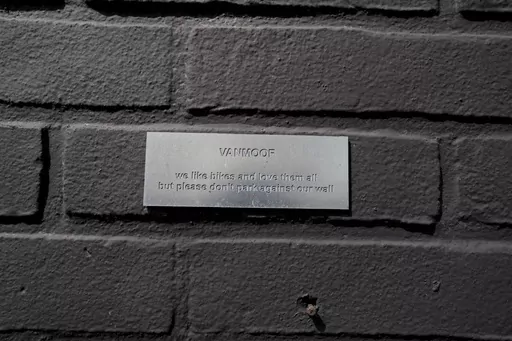 VANMOOF
we like bikes and love them all
but please don't park against our wall